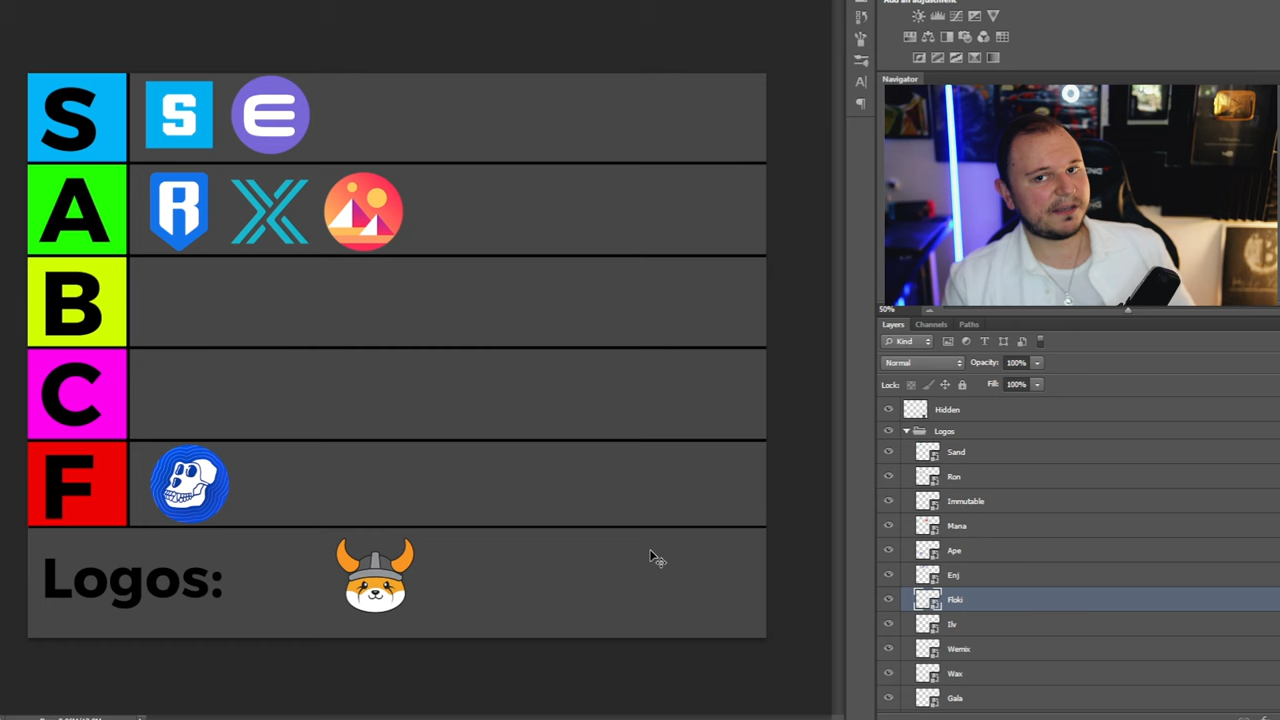 Navigator
S
S
E
A
R
B
50%
Layers Channels Paths
C
Kind
T
Normal
Opacity: 100%
Lock:
Fill: 100%
Hidden
Logos
Sand
F
Ron
Immutable
Mana
Ape
Logos:
Enj
Floki
Ilv
Wemix
Wax
Gala